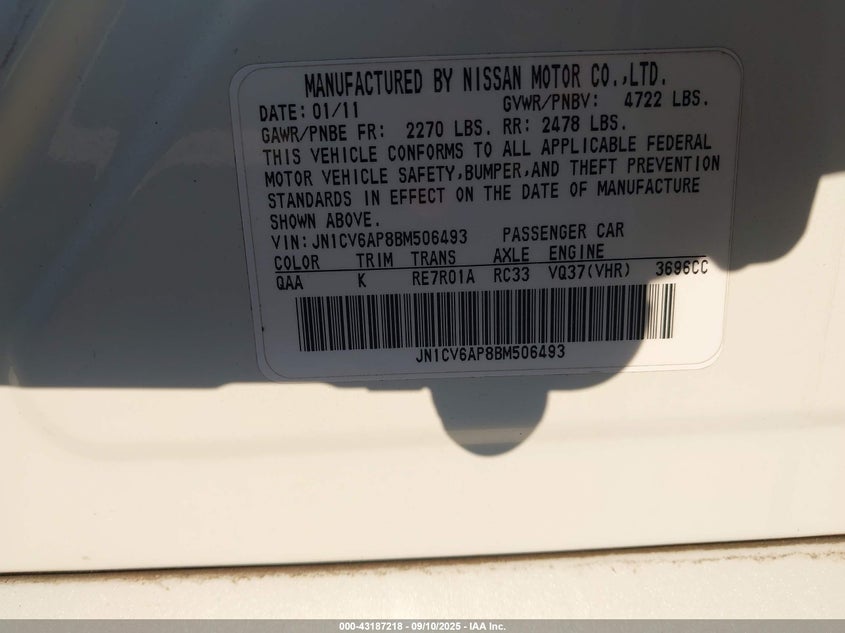 MANUFACTURED BY NISSAN MOTOR CO.,LTD.
DATE: 01/11 GVWR/PNBV: 4722 LBS.
GAWR/PNBE FR: 2270 LBS. RR: 2478 LBS.
THIS VEHICLE CONFORMS TO ALL APPLICABLE FEDERAL
MOTOR VEHICLE SAFETY,BUMPER,AND THEFT PREVENTION
STANDARDS IN EFFECT ON THE DATE OF MANUFACTURE
SHOWN ABOVE.
VIN:JN1CV6AP8BM506493 PASSENGER CAR
COLOR TRIM TRANS AXLE ENGINE
QAA K RE7R01A RC33 VQ37(VHR) 3696CC
JN1CV6AP8BM506493
000-43187218 - 09/10/2025 - IAA Inc.